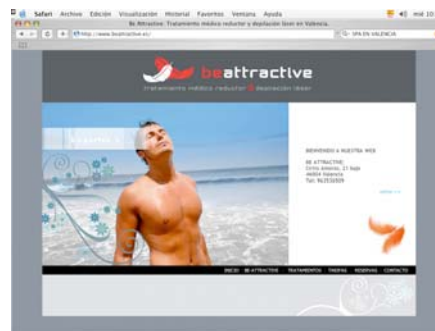 Safari Archivo Edición Visualización Historial Favoritos Ventana Ayuda
Be Attractive. Tratamiento médico reductor y depilación láser en Valencia.
http://www.beattractive.es/
SPA EN VALENCIA
beattractive
tratamiento médico reductor depilación láser
BIENVENIDO A NUESTRA WEB
BE ATTRACTIVE:
46004 Valencia
INICIO BE-ATTRACTIVE TRATAMIENTOS TARIFAS RESERVAS CONTACTO